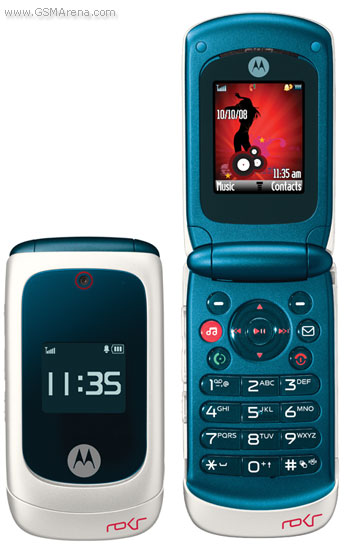 www.GSMArena.com
10/10/08
11:35 am
Music Contacts
11:35
1
2ABC
3DEF
4GHI
5JKL
6MNO
7PQRS
8TUV
9WXYZ
*
0+
#
rokr
rokr